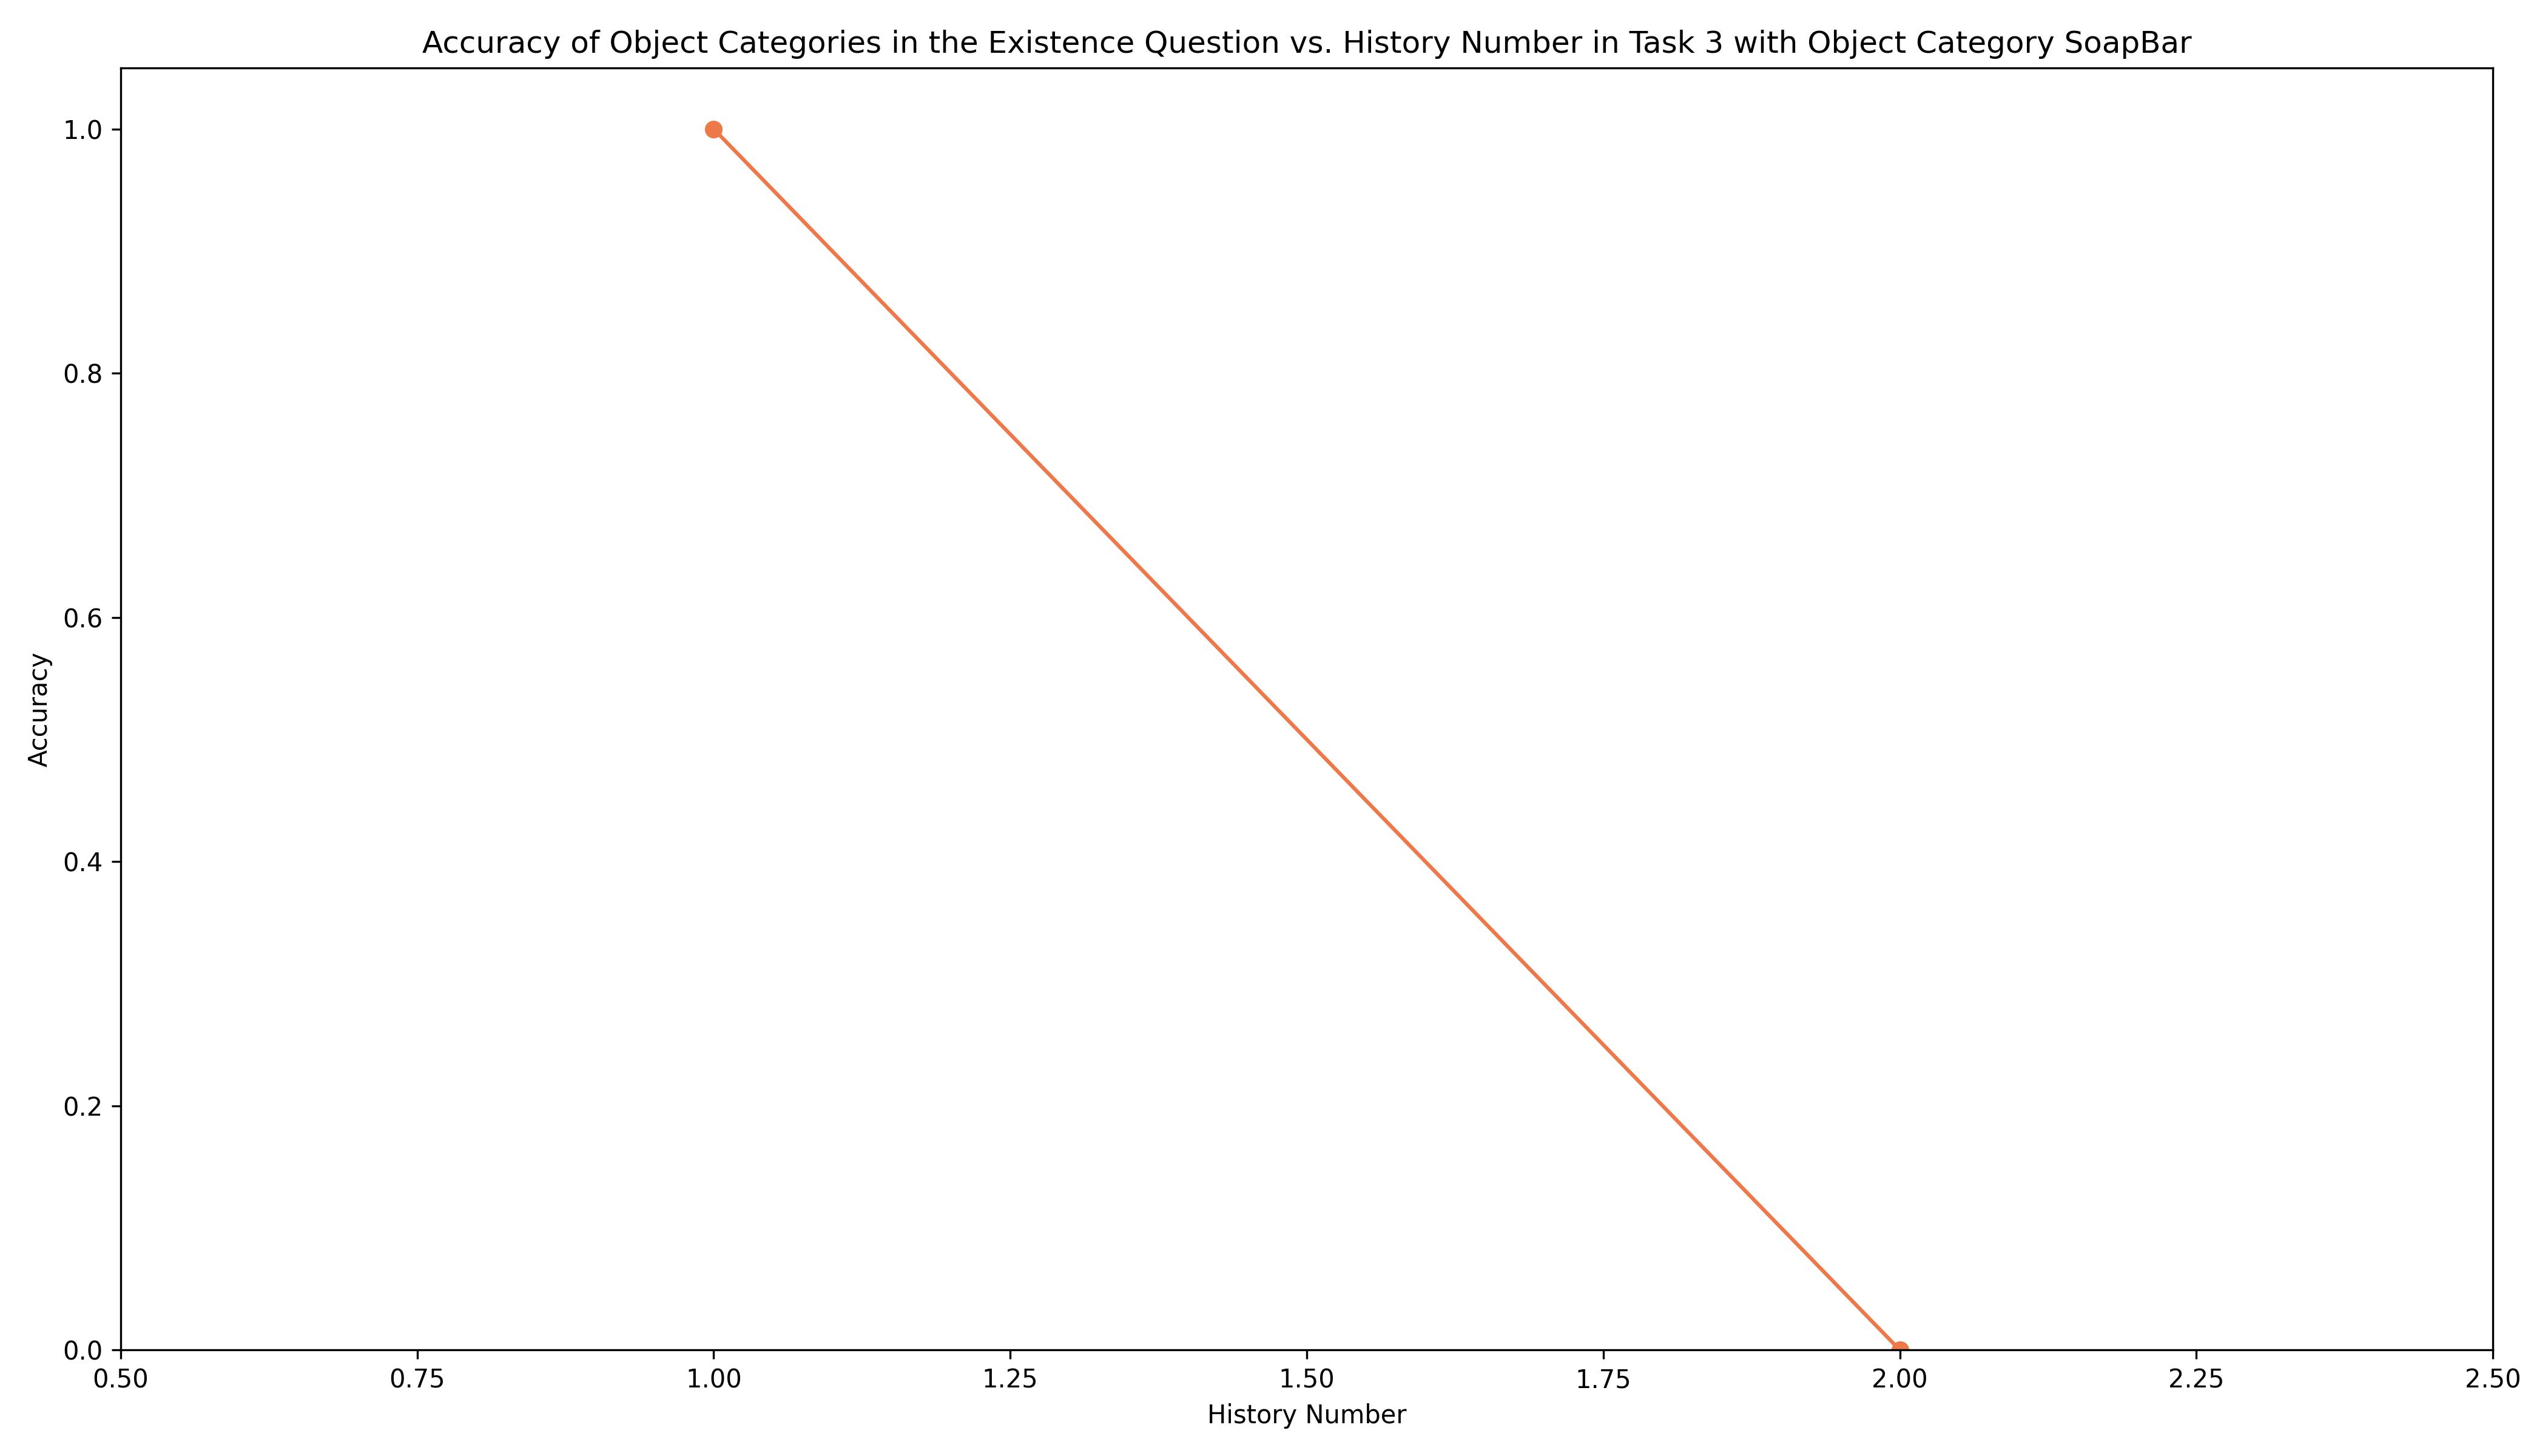 Accuracy of Object Categories in the Existence Question vs. History Number in Task 3 with Object Category SoapBar
1.0
0.8
0.6
0.4
0.2
0.0
Accuracy
0.50 0.75 1.00 1.25 1.50 1.75 2.00 2.25 2.50
History Number